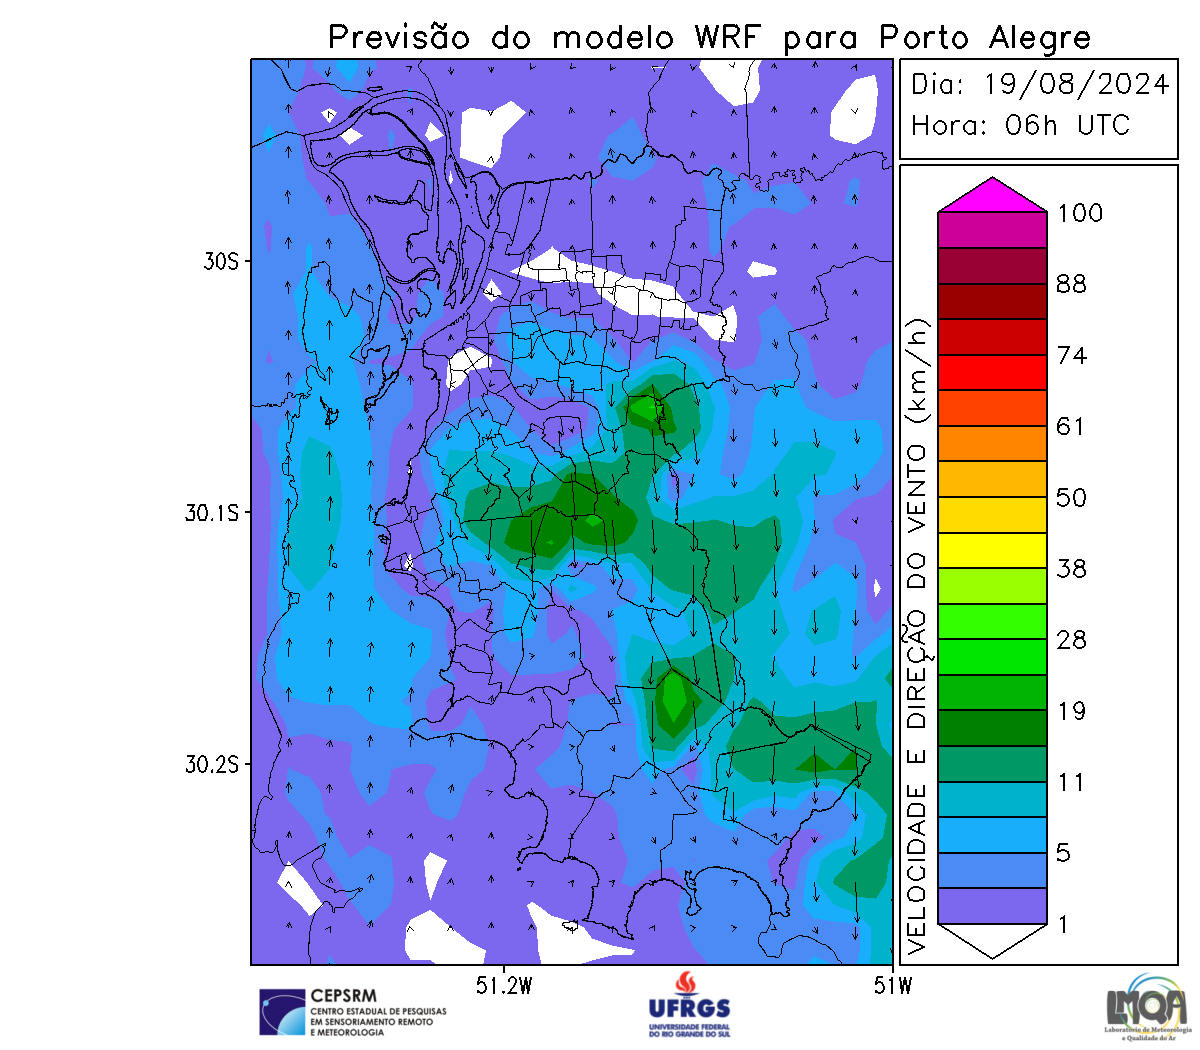 Previsão do modelo WRF para Porto Alegre
Dia: 19/08/2024
Hora: 06h UTC
30S
30.1S
30.2S
51.2W
51W
VELOCIDADE E DIREÇÃO DO VENTO (km/h)
100
88
74
61
50
38
28
19
11
5
1
CEPSRM
CENTRO ESTADUAL DE PESQUISAS
EM SENSORIAMENTO REMOTO
E METEOROLOGIA
UFRGS
UNIVERSIDADE FEDERAL
DO RIO GRANDE DO SUL
LMQA
Laboratório de Meteorologia
e Qualidade do Ar